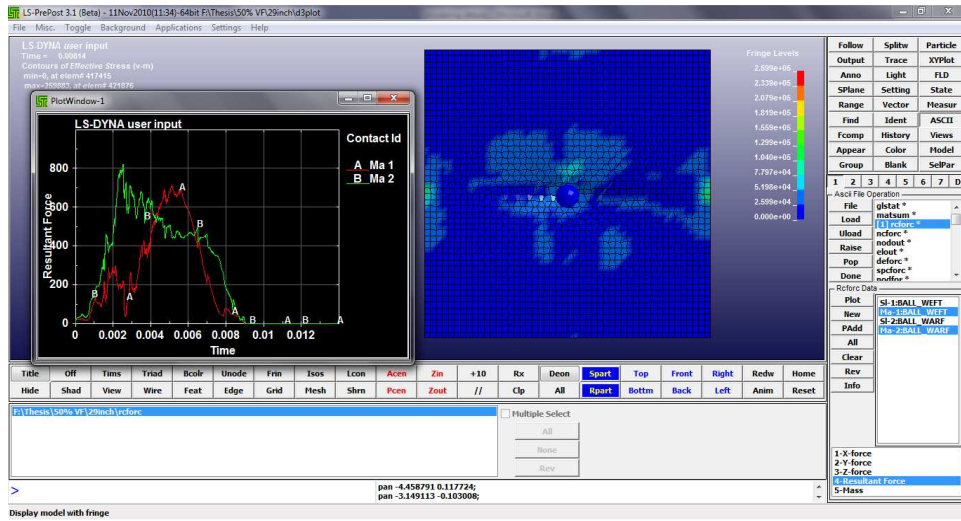 LS-PrePost 3.1 (Beta) - 11Nov2010(11:34)-64bit F:\Thesis\50% VF\29inch\d3plot
File Misc. Toggle Background Applications Settings Help
LS-DYNA user input
Time = 0.00814
Contours of Effective Stress (v-m)
min=0, at elem# 417415
max=259883, at elem# 421876
Fringe Levels
2.599e+05
2.339e+05
2.079e+05
1.819e+05
1.559e+05
1.299e+05
1.040e+05
7.797e+04
5.198e+04
2.599e+04
0.000e+00
PlotWindow-1
LS-DYNA user input
Contact Id
A Ma 1
B Ma 2
Resultant Force
800
600
400
200
0
A
B
B
B
A
A
B
A
B
A
0 0.002 0.004 0.006 0.008 0.01 0.012
Time
Follow Splitw Particle
Output Trace XYPlot
Anno Light FLD
SPlane Setting State
Range Vector Measur
Find Ident ASCII
Fcomp History Views
Appear Color Model
Group Blank SelPar
1 2 3 4 5 6 7 D
Ascii File Operation
File
Load
Uload
Raise
Pop
Done
glstat *
matsum *
[1] rcforc *
ncforc *
nodout *
elout *
deforc *
spcforc *
nodfor *
Rcforc Data
Plot
New
PAdd
All
Clear
Rev
Info
Sl-1:BALL_WEFT
Ma-1:BALL_WEFT
Sl-2:BALL_WARF
Ma-2:BALL_WARF
1-X-force
2-Y-force
3-Z-force
4-Resultant Force
5-Mass
Title Off Tims Triad Bcolr Unode Frin Isos Lcon Acen Zin +10 Rx Deon Spart Top Front Right Redw Home
Hide Shad View Wire Feat Edge Grid Mesh Shrn Pcen Zout // Clp All Rpart Bottm Back Left Anim Reset
F:\Thesis\50% VF\29inch\rcforc
Multiple Select
All
None
Rev
>
pan -4.458791 0.117724;
pan -3.149113 -0.103008;
Display model with fringe